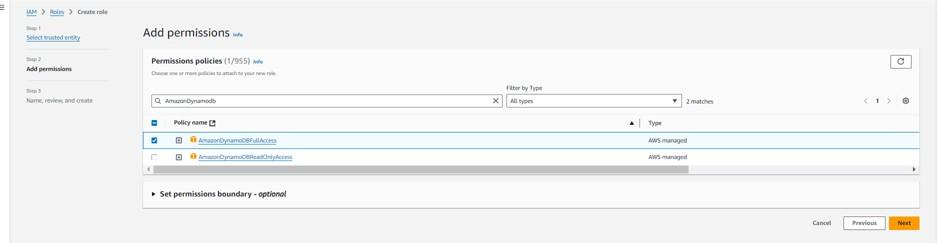 IAM > Roles > Create role
Step 1
Select trusted entity
Step 2
Add permissions
Step 3
Name, review, and create
Add permissions Info
Permissions policies (1/955) Info
Choose one or more policies to attach to your new role.
Filter by Type
AmazonDynamodb
All types
2 matches
1
Policy name
Type
AmazonDynamoDBFullAccess
AWS managed
AmazonDynamoDBReadOnlyAccess
AWS managed
Set permissions boundary - optional
Cancel
Previous
Next